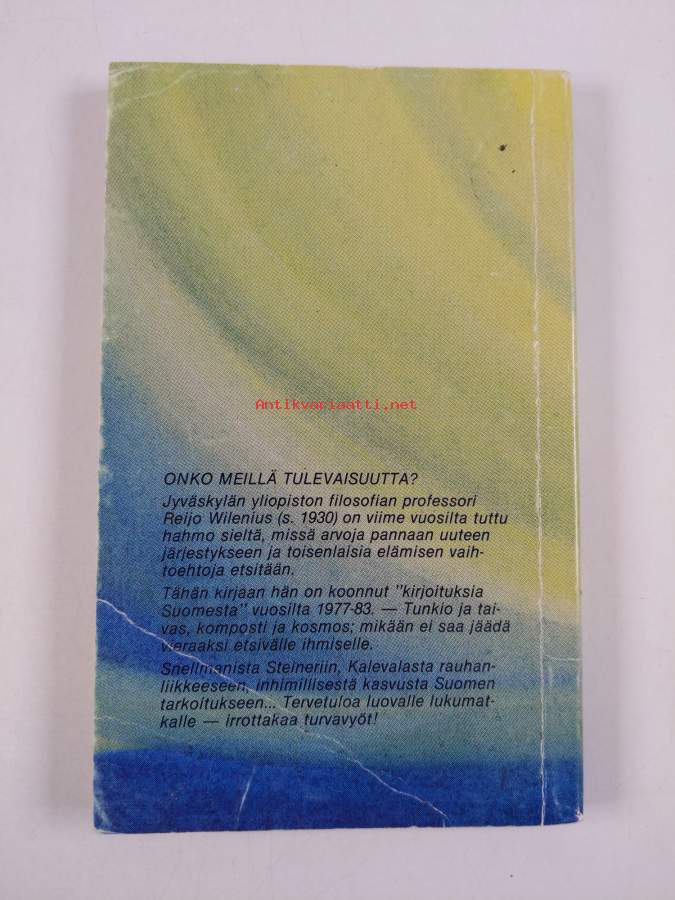 Antikvariaatti.net
ONKO MEILLÄ TULEVAISUUTTA?
Jyväskylän yliopiston filosofian professori
Reijo Wilenius (s. 1930) on viime vuosilta tuttu
hahmo sieltä, missä arvoja pannaan uuteen
järjestykseen ja toisenlaisia elämisen vaih-
toehtoja etsitään.
Tähän kirjaan hän on koonnut "kirjoituksia
Suomesta" vuosilta 1977-83. — Tunkio ja tai-
vas, komposti ja kosmos; mikään ei saa jäädä
vieraaksi etsivälle ihmiselle.
Snellmanista Steineriin, Kalevalasta rauhan-
liikkeeseen, inhimillisestä kasvusta Suomen
tarkoitukseen... Tervetuloa luovalle lukumat-
kalle — irrottakaa turvavyöt!